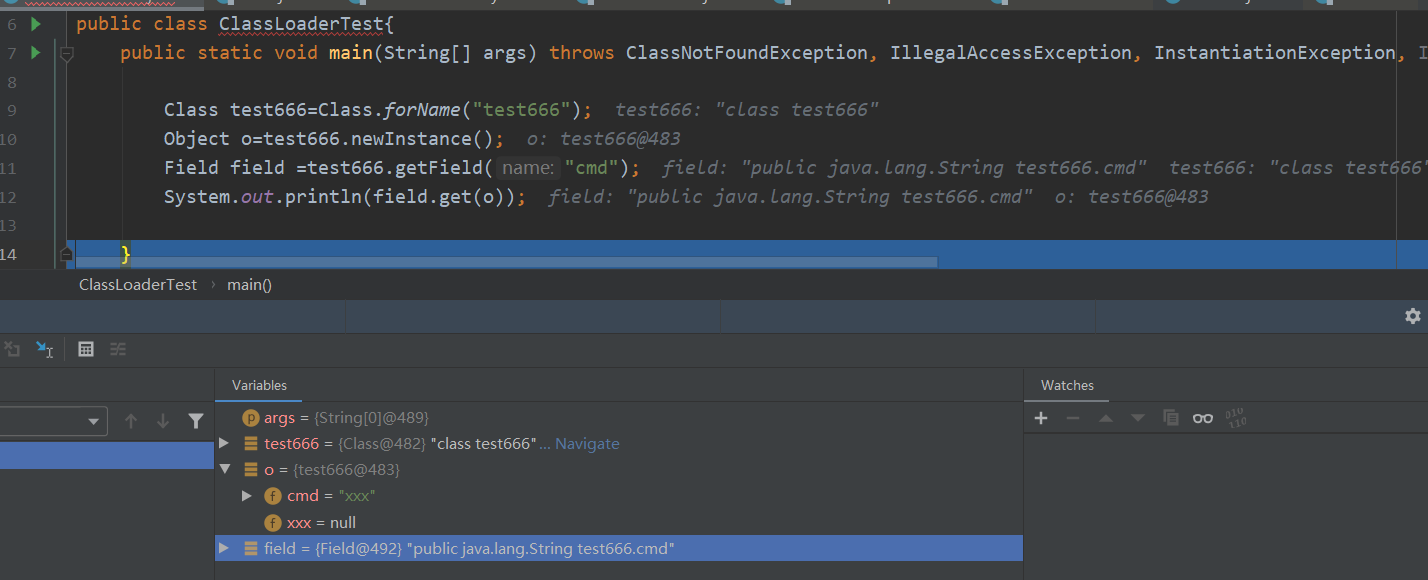 6 public class ClassLoaderTest{
7 public static void main(String[] args) throws ClassNotFoundException, IllegalAccessException, InstantiationException, I
8
9 Class test666=Class.forName("test666"); test666: "class test666"
10 Object o=test666.newInstance(); o: test666@483
11 Field field =test666.getField( name: "cmd"); field: "public java.lang.String test666.cmd" test666: "class test666"
12 System.out.println(field.get(o)); field: "public java.lang.String test666.cmd" o: test666@483
13
14 }
ClassLoaderTest › main()
Variables
Watches
p args = {String[0]@489}
test666 = {Class@482} "class test666"... Navigate
o = {test666@483}
f cmd = "xxx"
f xxx = null
field = {Field@492} "public java.lang.String test666.cmd"